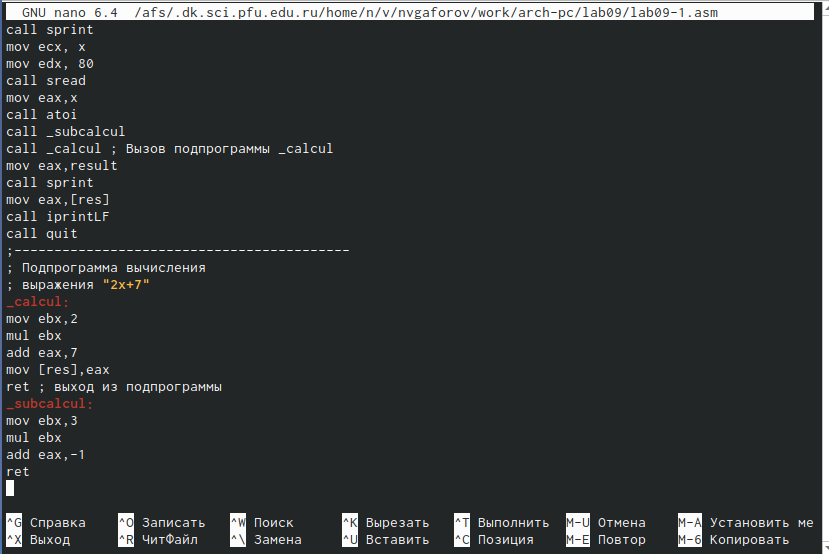 GNU nano 6.4 /afs/.dk.sci.pfu.edu.ru/home/n/v/nvgaforov/work/arch-pc/lab09/lab09-1.asm
call sprint
mov ecx, x
mov edx, 80
call sread
mov eax,x
call atoi
call _subcalcul
call _calcul ; Вызов подпрограммы _calcul
mov eax,result
call sprint
mov eax,[res]
call iprintLF
call quit
;------------------------------------------
; Подпрограмма вычисления
; выражения "2x+7"
_calcul:
mov ebx,2
mul ebx
add eax,7
mov [res],eax
ret ; выход из подпрограммы
_subcalcul:
mov ebx,3
mul ebx
add eax,-1
ret
^G Справка ^O Записать ^W Поиск ^K Вырезать ^T Выполнить M-U Отмена M-A Установить ме
^X Выход ^R ЧитФайл ^\ Замена ^U Вставить ^C Позиция M-E Повтор M-6 Копировать